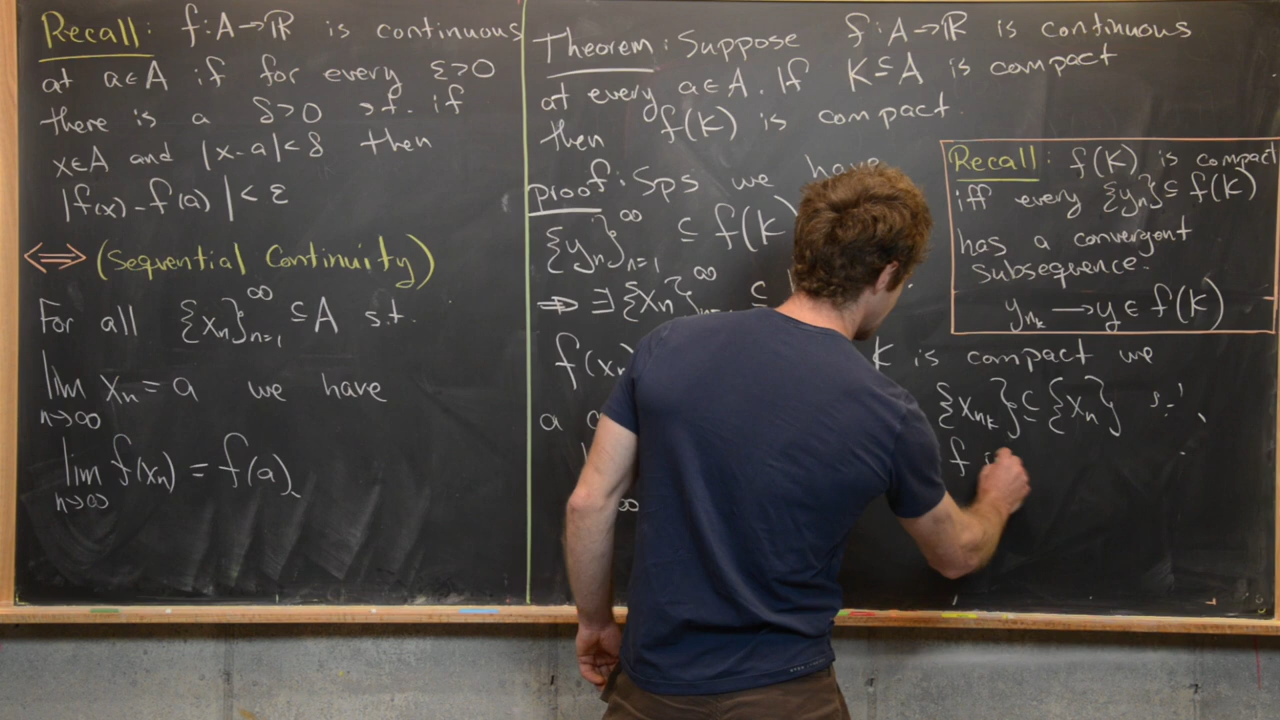 Recall: f:A→ℝ is continuous
at a∈A if for every ε>0
there is a δ>0 s.t. if
x∈A and |x-a|<δ then
|f(x)-f(a)|<ε
⟺ (Sequential Continuity)
For all {xₙ}ₙ₌₁^∞ ⊆ A s.t.
lim xₙ = a we have
n→∞
lim f(xₙ) = f(a).
n→∞
Theorem: Suppose f:A→ℝ is continuous
at every a∈A. If K⊆A is compact
then f(K) is compact.
proof: Sps we have
{yₙ}ₙ₌₁^∞ ⊆ f(K)
⇒ ∃{xₙ}ₙ₌^∞ ⊆
f(xₙ K is compact we
a {xₙₖ}⊆{xₙ}
∞ f
Recall: f(K) is compact
iff every {yₙ}⊆ f(K)
has a convergent
subsequence.
yₙₖ → y ∈ f(K)